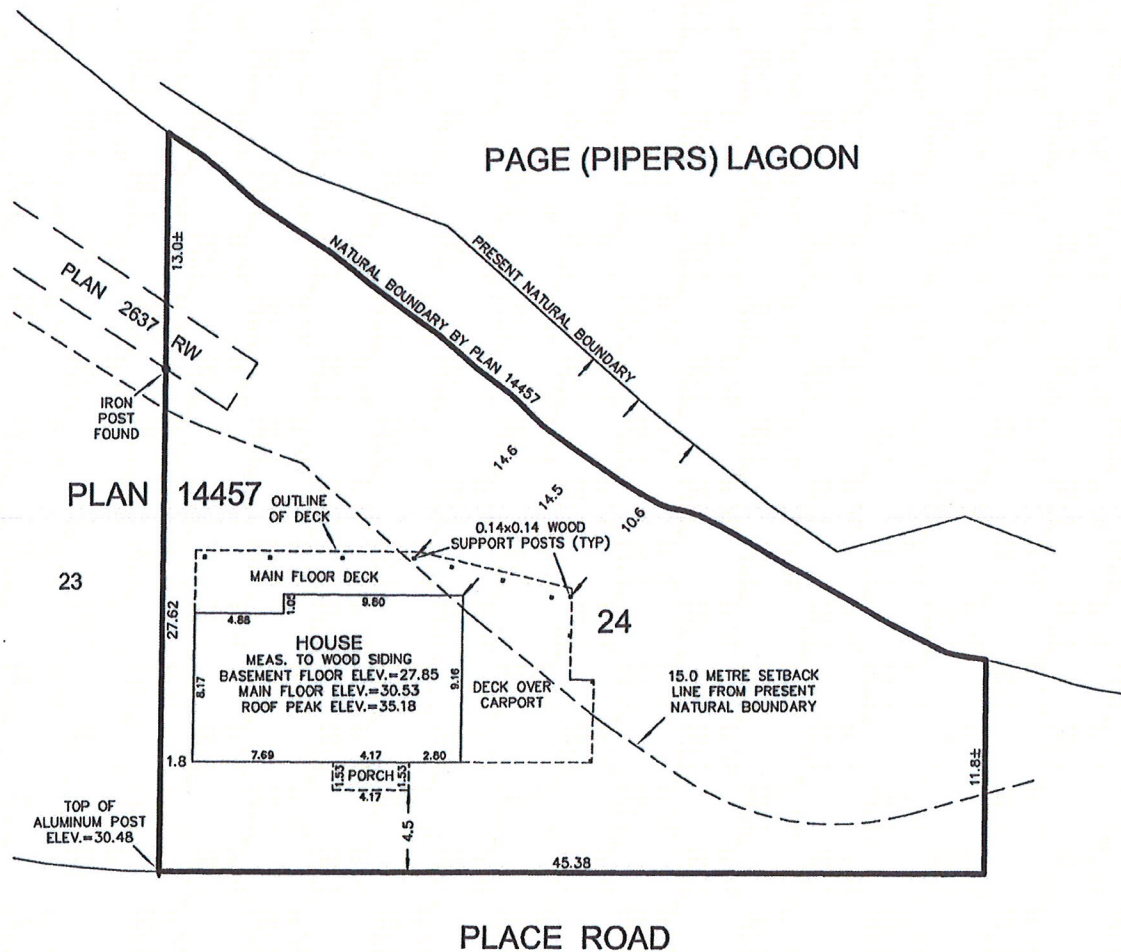 PAGE (PIPERS) LAGOON
13.0±
NATURAL BOUNDARY BY PLAN 14457
PRESENT NATURAL BOUNDARY
PLAN 2637 RW
IRON
POST
FOUND
PLAN 14457
OUTLINE
OF DECK
14.6
14.5
10.6
0.14x0.14 WOOD
SUPPORT POSTS (TYP)
23
MAIN FLOOR DECK
27.62
4.88
1.05
9.80
24
HOUSE
MEAS. TO WOOD SIDING
BASEMENT FLOOR ELEV.=27.85
MAIN FLOOR ELEV.=30.53
ROOF PEAK ELEV.=35.18
8.17
9.16
DECK OVER
CARPORT
15.0 METRE SETBACK
LINE FROM PRESENT
NATURAL BOUNDARY
1.8
7.69
4.17
2.80
1.53
PORCH
1.53
4.17
11.8±
TOP OF
ALUMINUM POST
ELEV.=30.48
4.5
45.38
PLACE ROAD